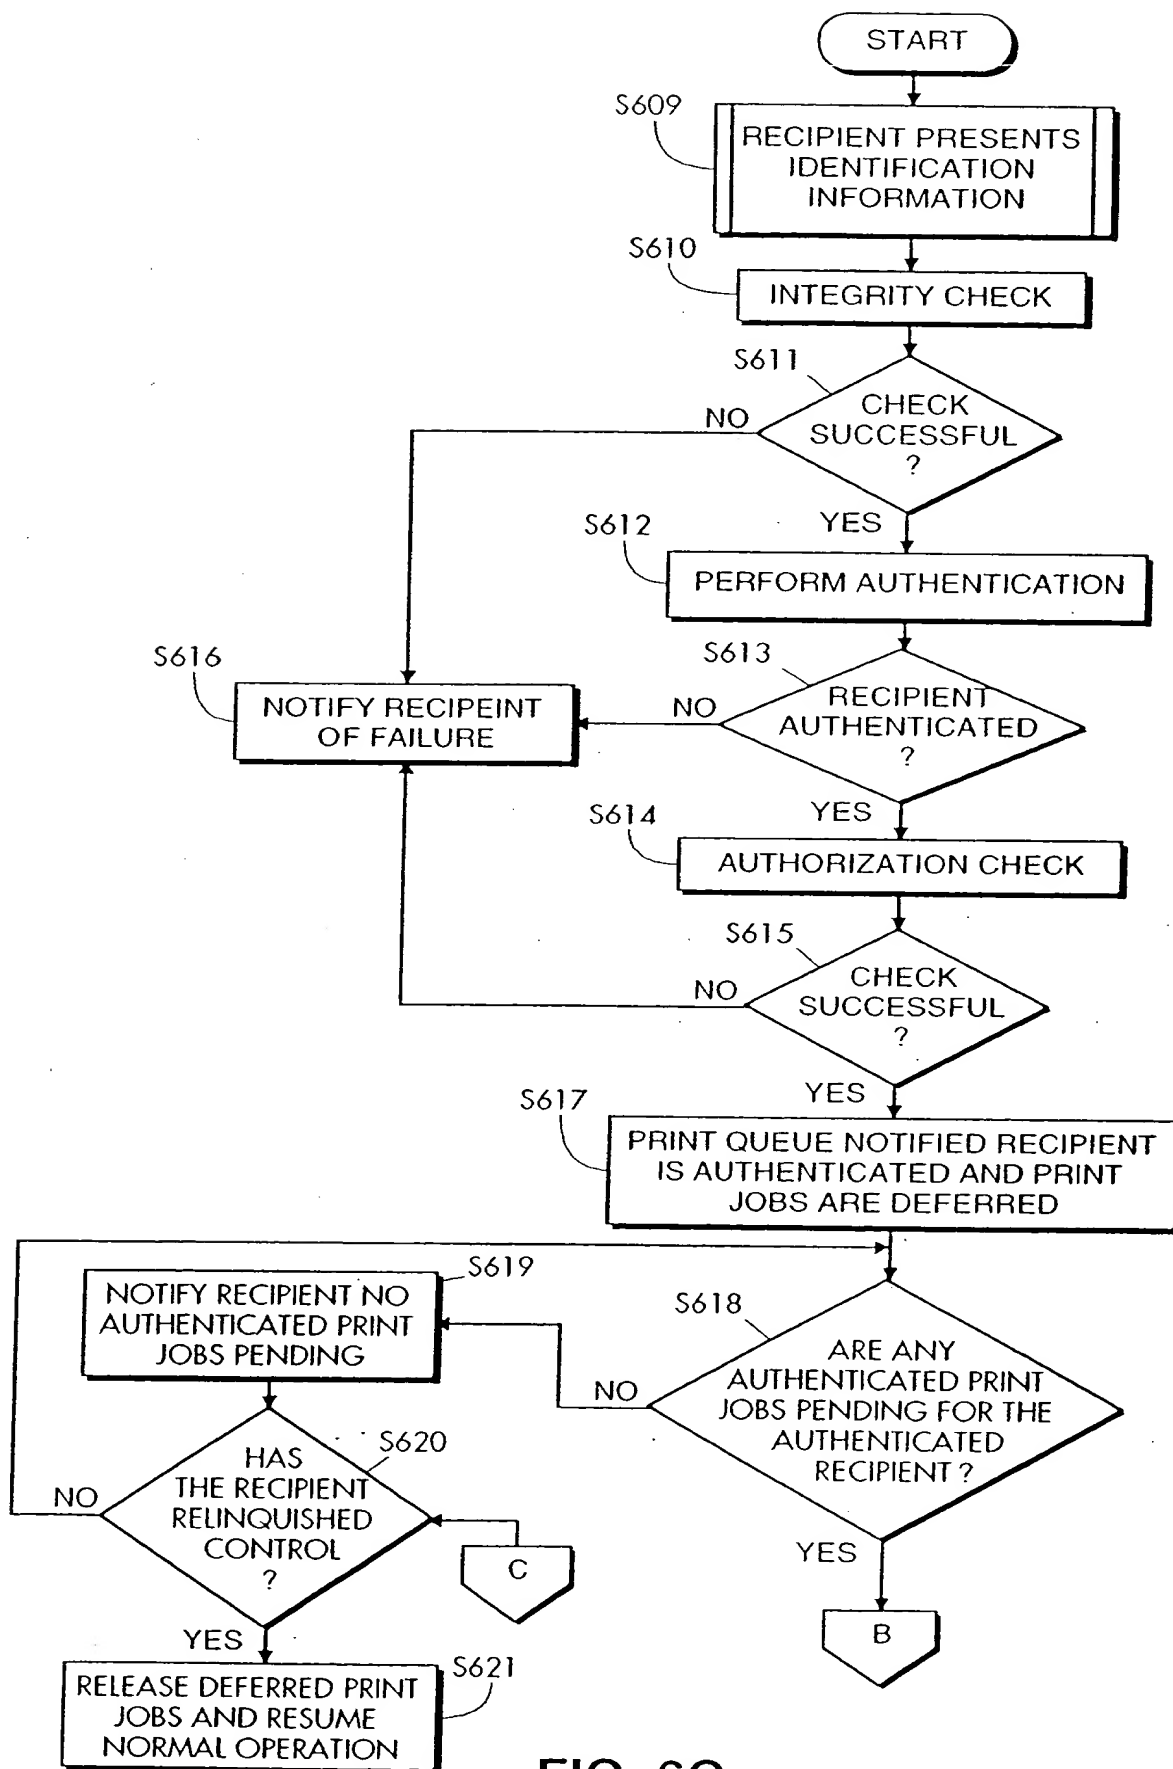 START
S609
RECIPIENT PRESENTS
IDENTIFICATION
INFORMATION
S610
INTEGRITY CHECK
S611
CHECK
SUCCESSFUL
?
NO
YES
S612
PERFORM AUTHENTICATION
S613
RECIPIENT
AUTHENTICATED
?
NO
S616
NOTIFY RECIPEINT
OF FAILURE
YES
S614
AUTHORIZATION CHECK
S615
CHECK
SUCCESSFUL
?
NO
YES
S617
PRINT QUEUE NOTIFIED RECIPIENT
IS AUTHENTICATED AND PRINT
JOBS ARE DEFERRED
S618
ARE ANY
AUTHENTICATED PRINT
JOBS PENDING FOR THE
AUTHENTICATED
RECIPIENT ?
NO
YES
B
S619
NOTIFY RECIPIENT NO
AUTHENTICATED PRINT
JOBS PENDING
S620
HAS
THE RECIPIENT
RELINQUISHED
CONTROL
?
NO
C
YES
S621
RELEASE DEFERRED PRINT
JOBS AND RESUME
NORMAL OPERATION